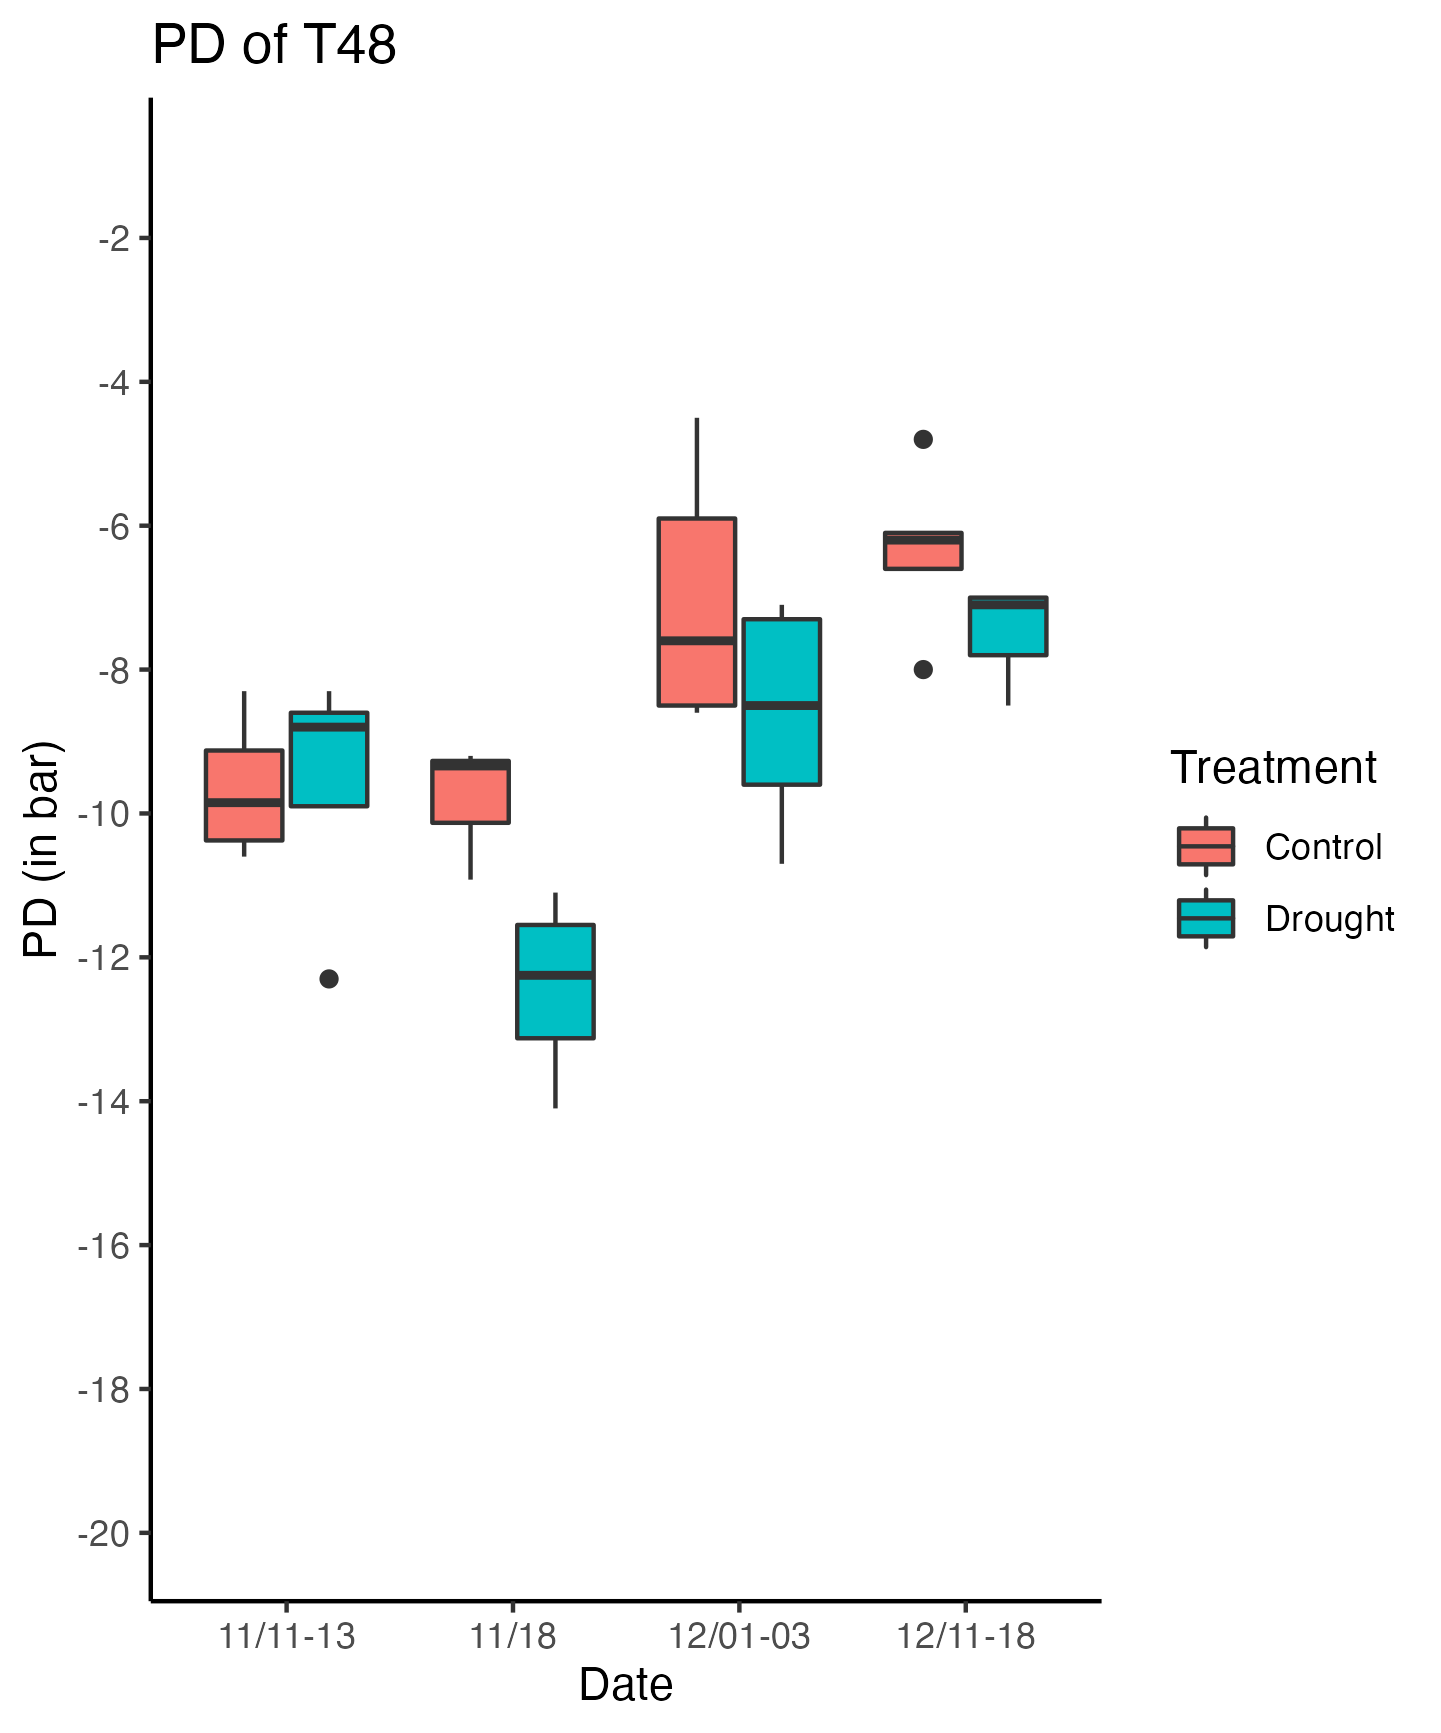 PD of T48
-2
-4
-6
-8
-10
-12
-14
-16
-18
-20
PD (in bar)
11/11-13
11/18
12/01-03
12/11-18
Date
Treatment
Control
Drought